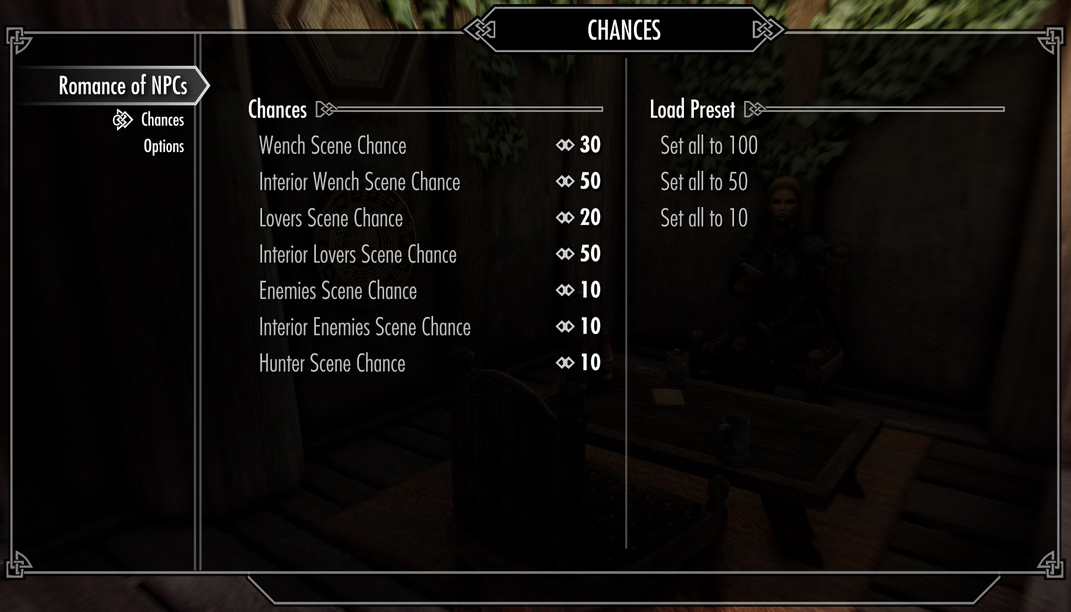 CHANCES
Romance of NPCs
Chances
Options
Chances
Wench Scene Chance 30
Interior Wench Scene Chance 50
Lovers Scene Chance 20
Interior Lovers Scene Chance 50
Enemies Scene Chance 10
Interior Enemies Scene Chance 10
Hunter Scene Chance 10
Load Preset
Set all to 100
Set all to 50
Set all to 10